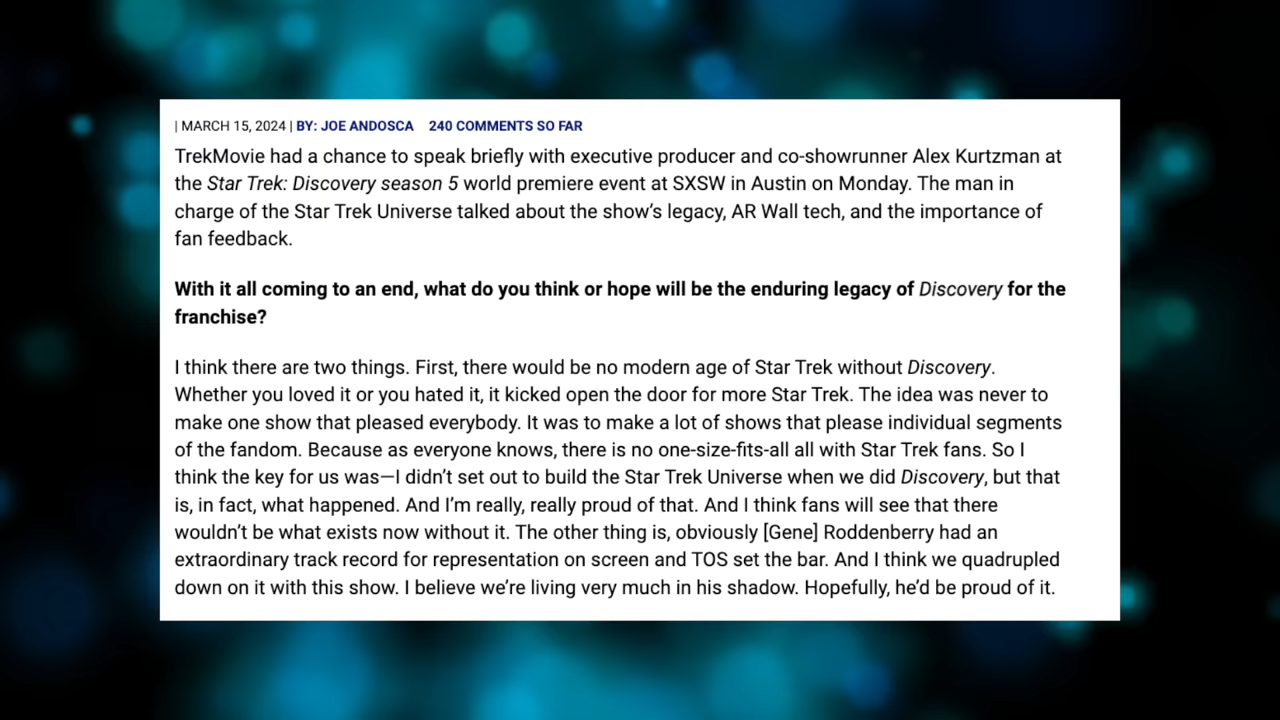 | MARCH 15, 2024 | BY: JOE ANDOSCA 240 COMMENTS SO FAR
TrekMovie had a chance to speak briefly with executive producer and co-showrunner Alex Kurtzman at
the Star Trek: Discovery season 5 world premiere event at SXSW in Austin on Monday. The man in
charge of the Star Trek Universe talked about the show’s legacy, AR Wall tech, and the importance of
fan feedback.
With it all coming to an end, what do you think or hope will be the enduring legacy of Discovery for the
franchise?
I think there are two things. First, there would be no modern age of Star Trek without Discovery.
Whether you loved it or you hated it, it kicked open the door for more Star Trek. The idea was never to
make one show that pleased everybody. It was to make a lot of shows that please individual segments
of the fandom. Because as everyone knows, there is no one-size-fits-all all with Star Trek fans. So I
think the key for us was—I didn’t set out to build the Star Trek Universe when we did Discovery, but that
is, in fact, what happened. And I’m really, really proud of that. And I think fans will see that there
wouldn’t be what exists now without it. The other thing is, obviously [Gene] Roddenberry had an
extraordinary track record for representation on screen and TOS set the bar. And I think we quadrupled
down on it with this show. I believe we’re living very much in his shadow. Hopefully, he’d be proud of it.